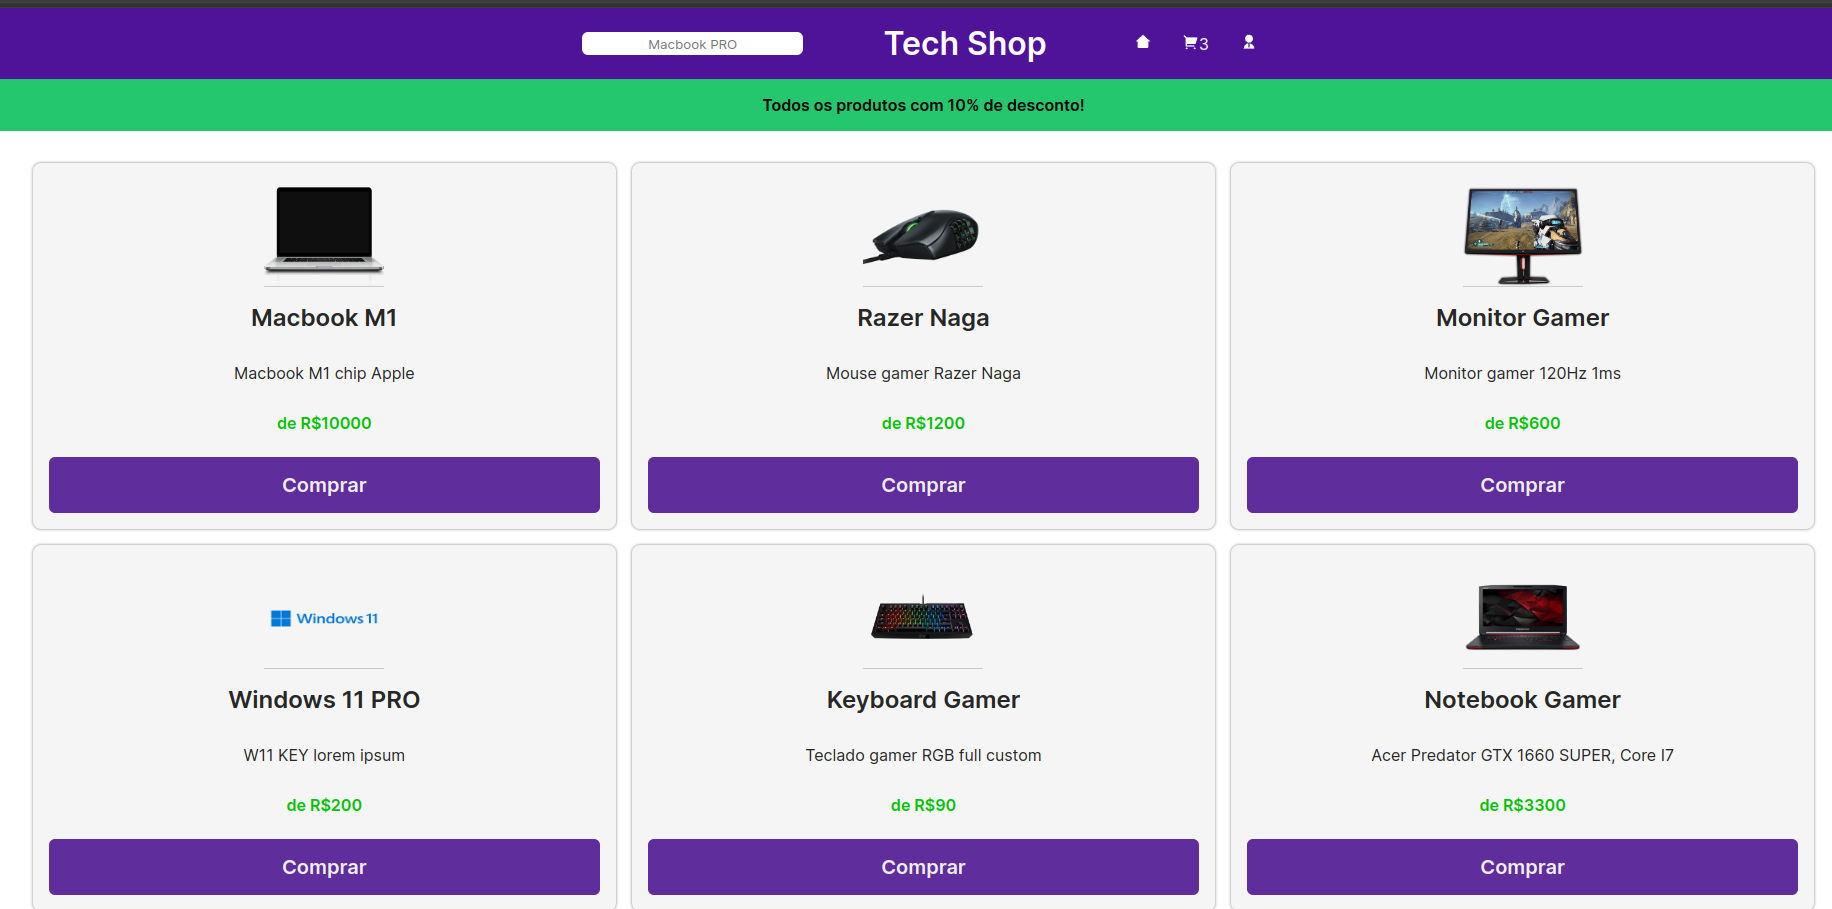 Macbook PRO
Tech Shop
3
Todos os produtos com 10% de desconto!
Macbook M1
Macbook M1 chip Apple
de R$10000
Comprar
Razer Naga
Mouse gamer Razer Naga
de R$1200
Comprar
Monitor Gamer
Monitor gamer 120Hz 1ms
de R$600
Comprar
Windows 11
Windows 11 PRO
W11 KEY lorem ipsum
de R$200
Comprar
Keyboard Gamer
Teclado gamer RGB full custom
de R$90
Comprar
Notebook Gamer
Acer Predator GTX 1660 SUPER, Core I7
de R$3300
Comprar